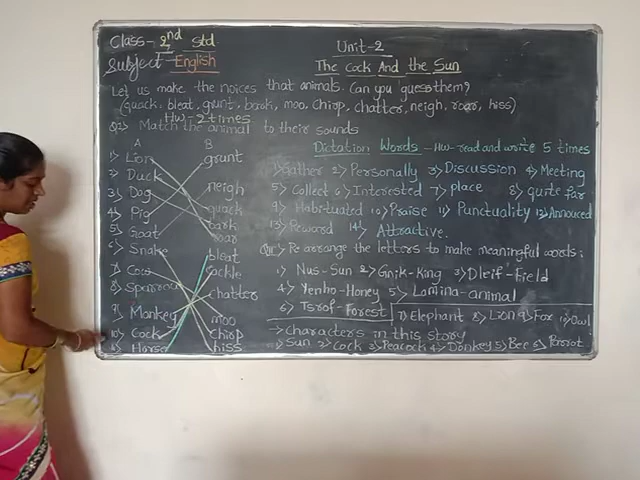 Class- 2nd Std.
Subject- English
Unit-2
The Cock And the Sun
Let us make the noices that animals. Can you guess them?
(quack. bleat, grunt, bark, moo. Chirp, chatter, neigh, roar, hiss)
HW-2 times
Q1) Match the animal to their sounds
A B
1) Lion grunt
2) Duck neigh
3) Dog quack
4) Pig bark
5) Goat roar
6) Snake bleat
7) Cow cackle
8) Sparrow chatter
9) Monkey moo
10) Cock chirp
11) Horse hiss
Dictation Words - HW-read and write 5 times
1) gather 2) Personally 3) Discussion 4) Meeting
5) Collect 6) Interested 7) place 8) quite far
9) Habituated 10) Praise 11) Punctuality 12) Annouced
13) Reward 14) Attractive.
Re arrange the letters to make meaningful words:
1) Nus-Sun 2) Gnik-King 3) Dleif-Field
4) Yenho-Honey 5) Lamina-animal
6) Tsrof-Forest 7) Elephant 8) Lion 9) Fox 10) Owl
Characters in this story
1) Sun 2) Cock 3) Peacock 4) Donkey 5) Bee 6) Parrot